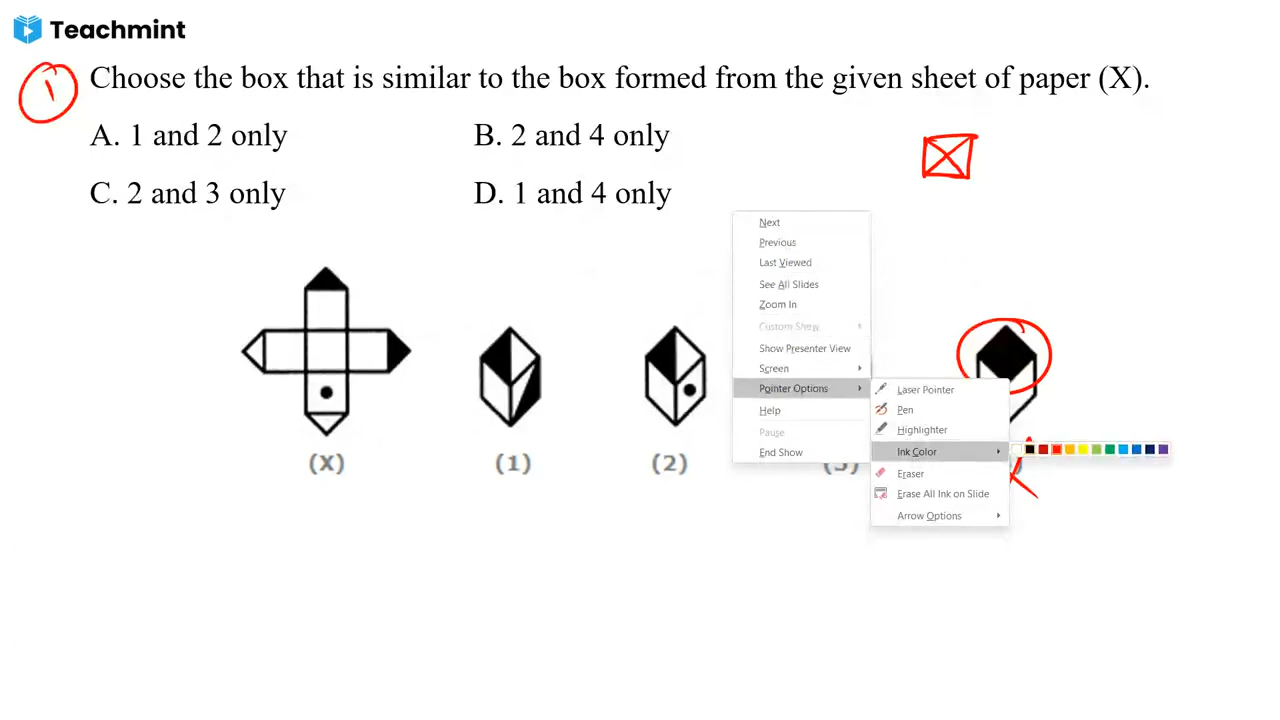 Teachmint
1
Choose the box that is similar to the box formed from the given sheet of paper (X).
A. 1 and 2 only
B. 2 and 4 only
C. 2 and 3 only
D. 1 and 4 only
Next
Previous
Last Viewed
See All Slides
Zoom In
Custom Show
Show Presenter View
Screen
Pointer Options
Help
Pause
End Show
Laser Pointer
Pen
Highlighter
Ink Color
Eraser
Erase All Ink on Slide
Arrow Options
(X)
(1)
(2)